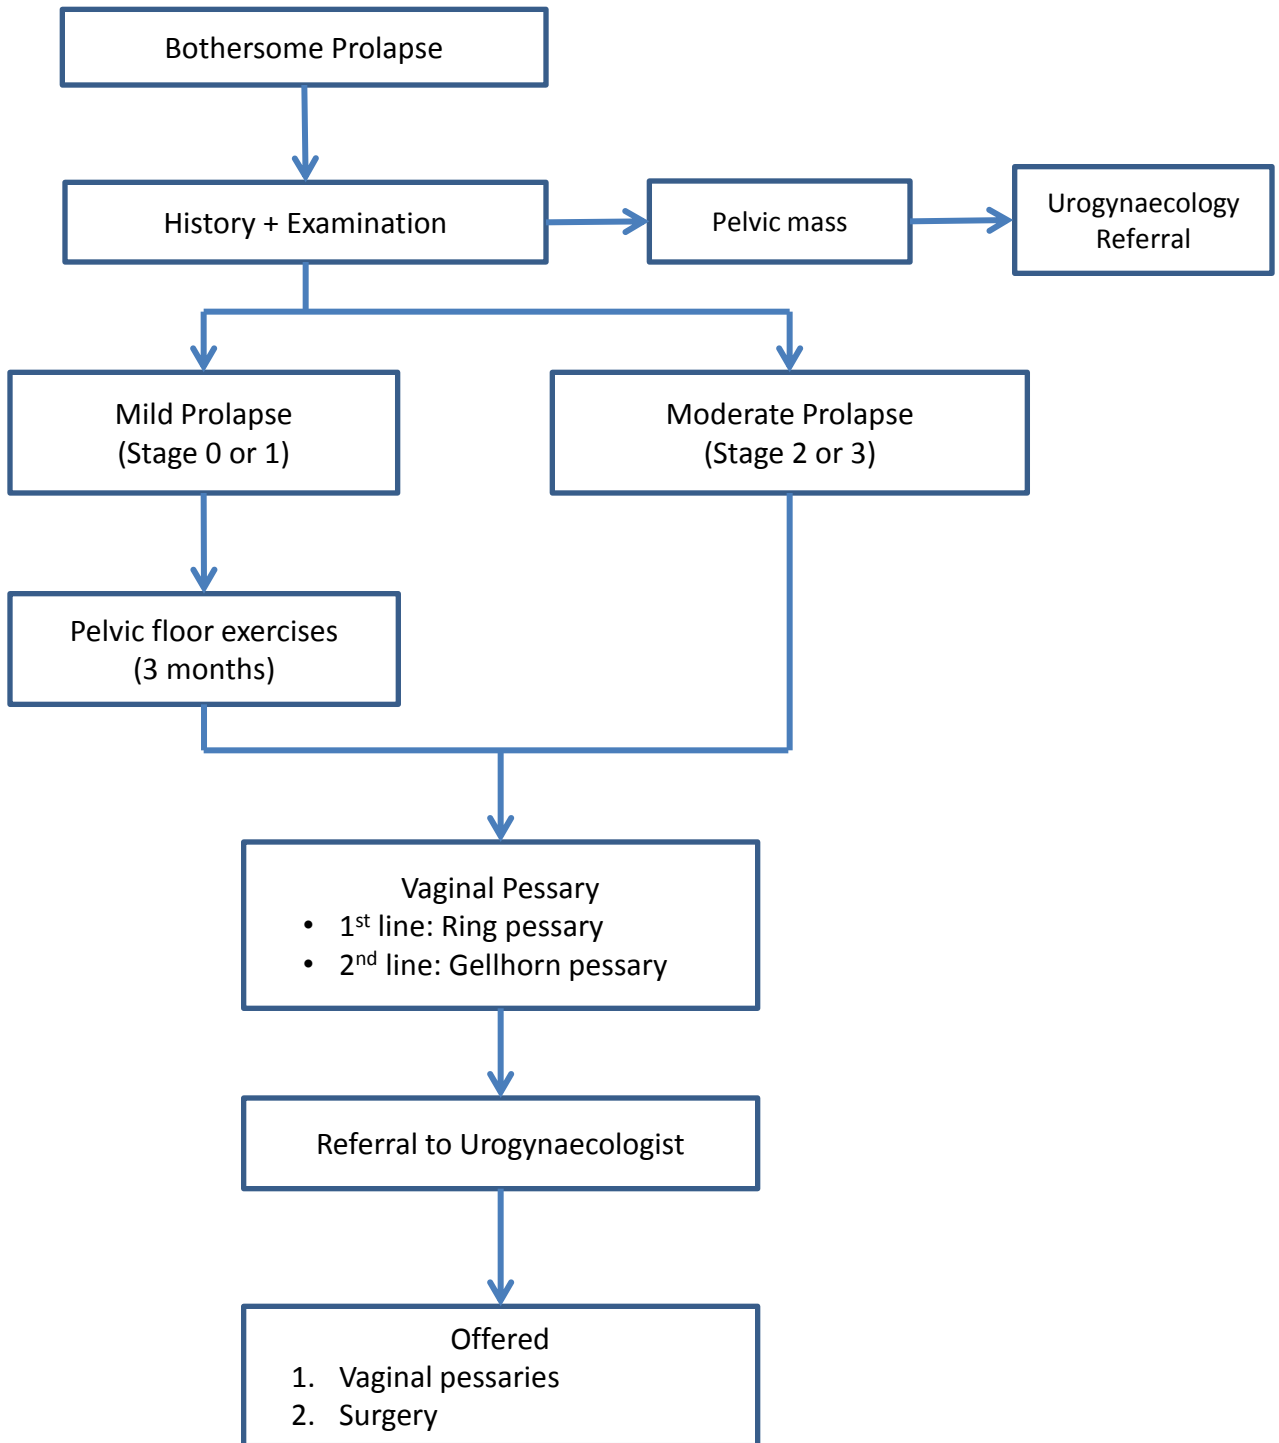 Bothersome Prolapse
History + Examination
Pelvic mass
Urogynaecology
Referral
Mild Prolapse
(Stage 0 or 1)
Moderate Prolapse
(Stage 2 or 3)
Pelvic floor exercises
(3 months)
Vaginal Pessary
• 1st line: Ring pessary
• 2nd line: Gellhorn pessary
Referral to Urogynaecologist
Offered
1. Vaginal pessaries
2. Surgery